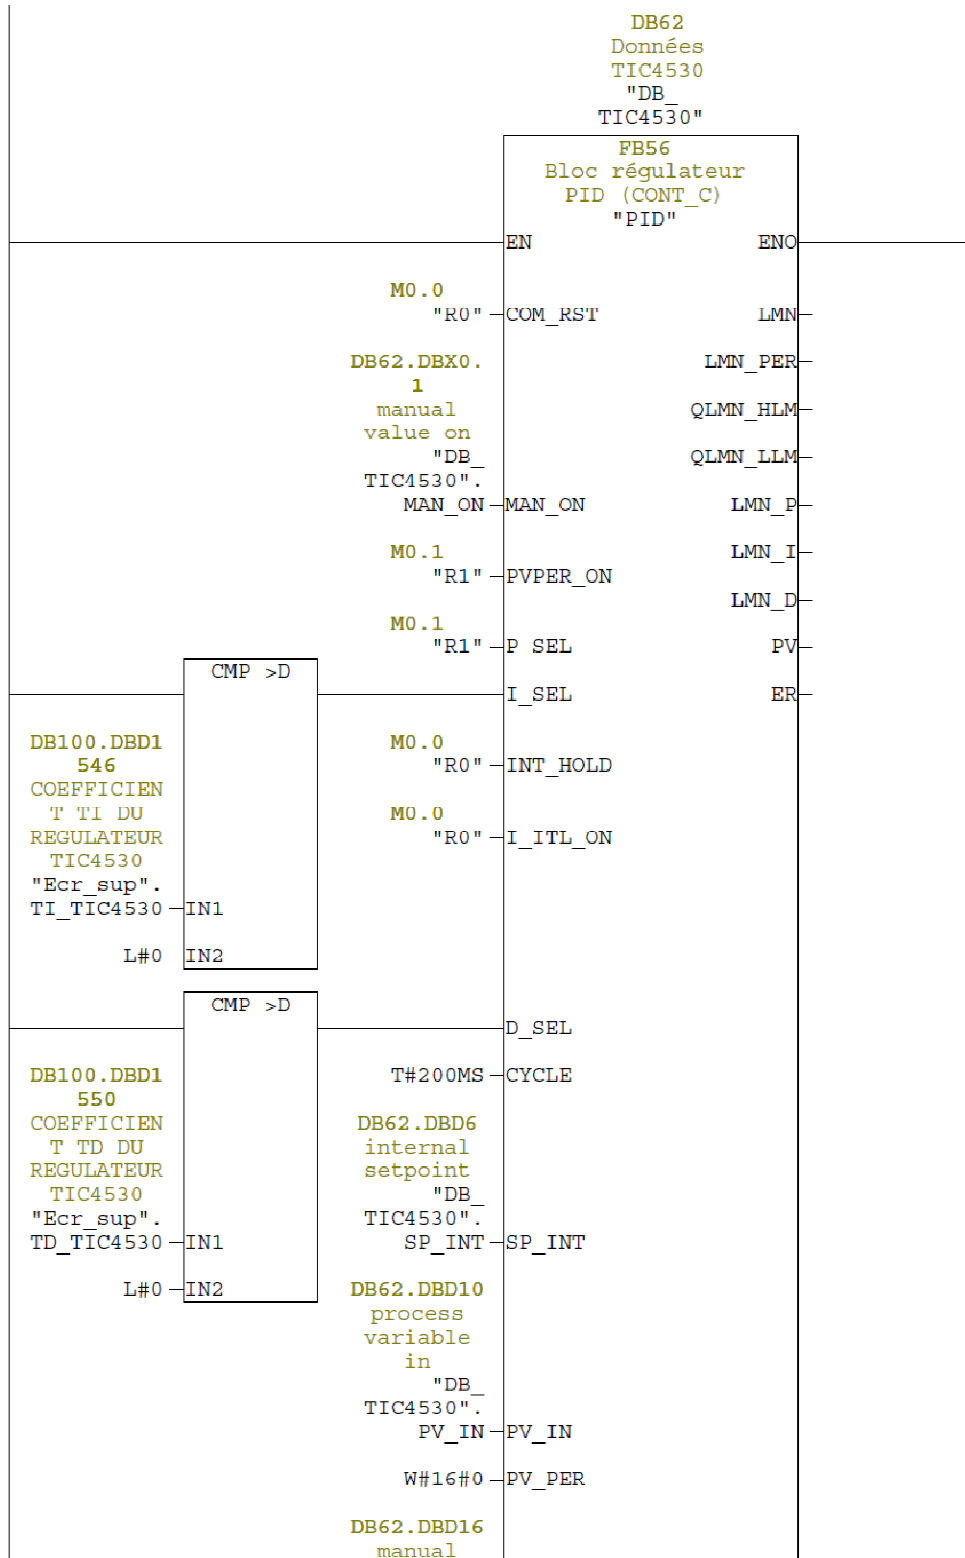 DB62
Données
TIC4530
"DB_
TIC4530"
FB56
Bloc régulateur
PID (CONT_C)
"PID"
EN ENO
M0.0
"R0" COM_RST LMN
DB62.DBX0. LMN_PER
1
manual QLMN_HLM
value on
"DB_ QLMN_LLM
TIC4530".
MAN_ON MAN_ON LMN_P
M0.1 LMN_I
"R1" PVPER_ON
LMN_D
M0.1
"R1" P_SEL PV
CMP >D
I_SEL ER
DB100.DBD1 M0.0
546 "R0" INT_HOLD
COEFFICIEN
T TI DU M0.0
REGULATEUR "R0" I_ITL_ON
TIC4530
"Ecr_sup".
TI_TIC4530 IN1
L#0 IN2
CMP >D
D_SEL
DB100.DBD1 T#200MS CYCLE
550
COEFFICIEN DB62.DBD6
T TD DU internal
REGULATEUR setpoint
TIC4530 "DB_
"Ecr_sup". TIC4530".
TD_TIC4530 IN1 SP_INT SP_INT
L#0 IN2 DB62.DBD10
process
variable
in
"DB_
TIC4530".
PV_IN PV_IN
W#16#0 PV_PER
DB62.DBD16
manual